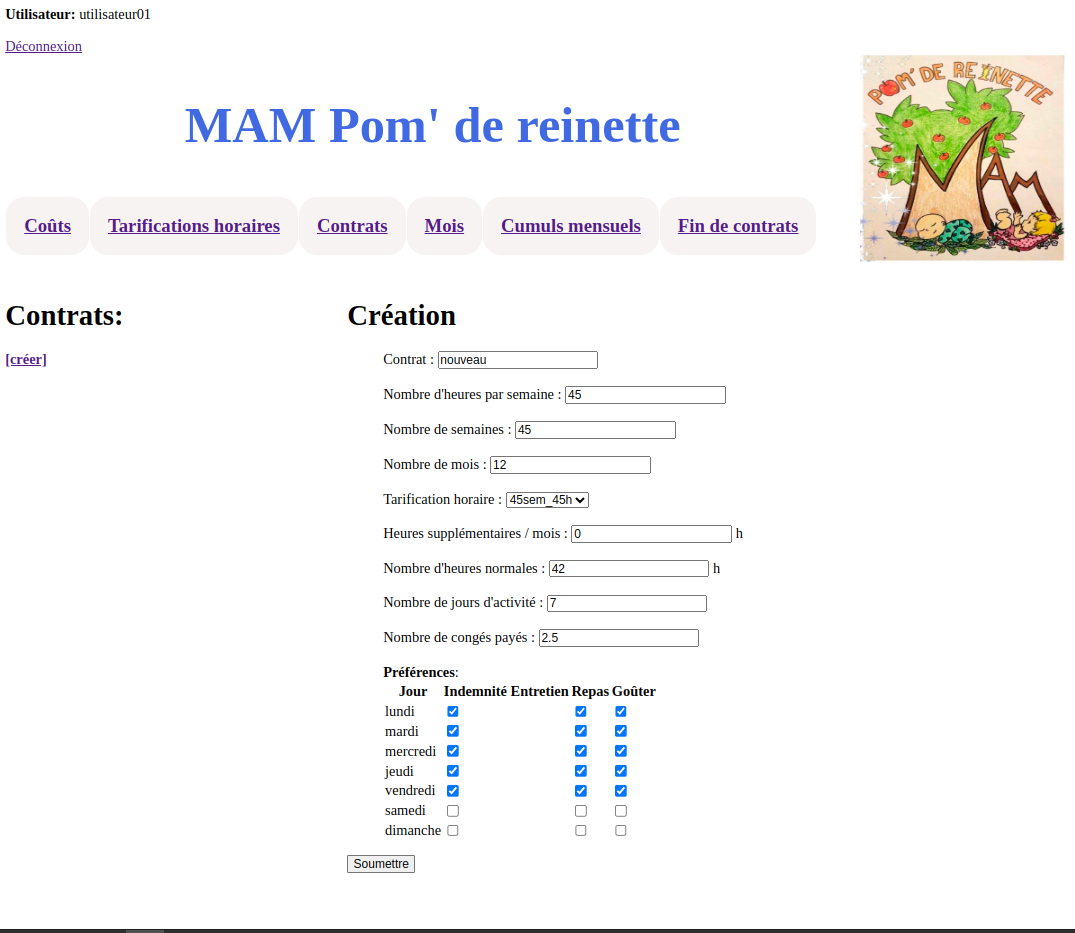 Utilisateur: utilisateur01
Déconnexion
POM' DE REINETTE
MAM
MAM Pom' de reinette
Coûts Tarifications horaires Contrats Mois Cumuls mensuels Fin de contrats
Contrats:
[créer]
Création
Contrat : nouveau
Nombre d'heures par semaine : 45
Nombre de semaines : 45
Nombre de mois : 12
Tarification horaire : 45sem_45h
Heures supplémentaires / mois : 0 h
Nombre d'heures normales : 42 h
Nombre de jours d'activité : 7
Nombre de congés payés : 2.5
Préférences:
Jour Indemnité Entretien Repas Goûter
lundi
mardi
mercredi
jeudi
vendredi
samedi
dimanche
Soumettre